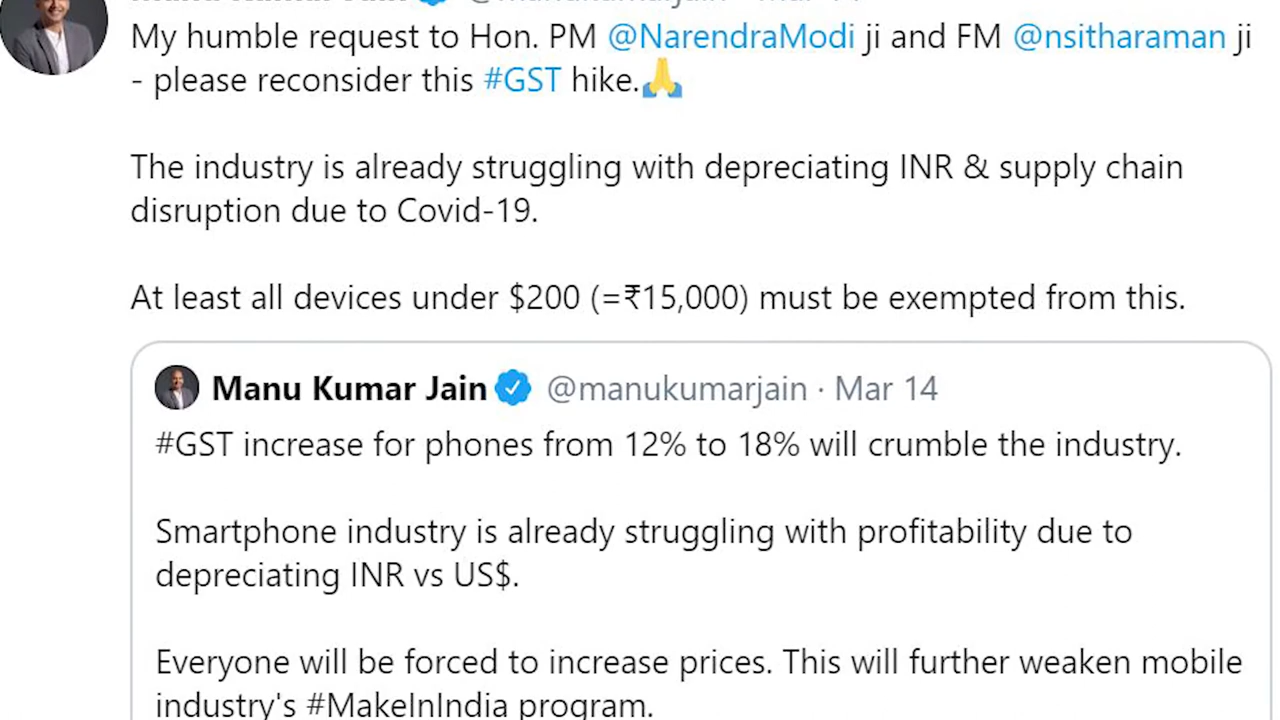 My humble request to Hon. PM @NarendraModi ji and FM @nsitharaman ji
- please reconsider this #GST hike.🙏
The industry is already struggling with depreciating INR & supply chain
disruption due to Covid-19.
At least all devices under $200 (=₹15,000) must be exempted from this.
Manu Kumar Jain @manukumarjain · Mar 14
#GST increase for phones from 12% to 18% will crumble the industry.
Smartphone industry is already struggling with profitability due to
depreciating INR vs US$.
Everyone will be forced to increase prices. This will further weaken mobile
industry's #MakeInIndia program.